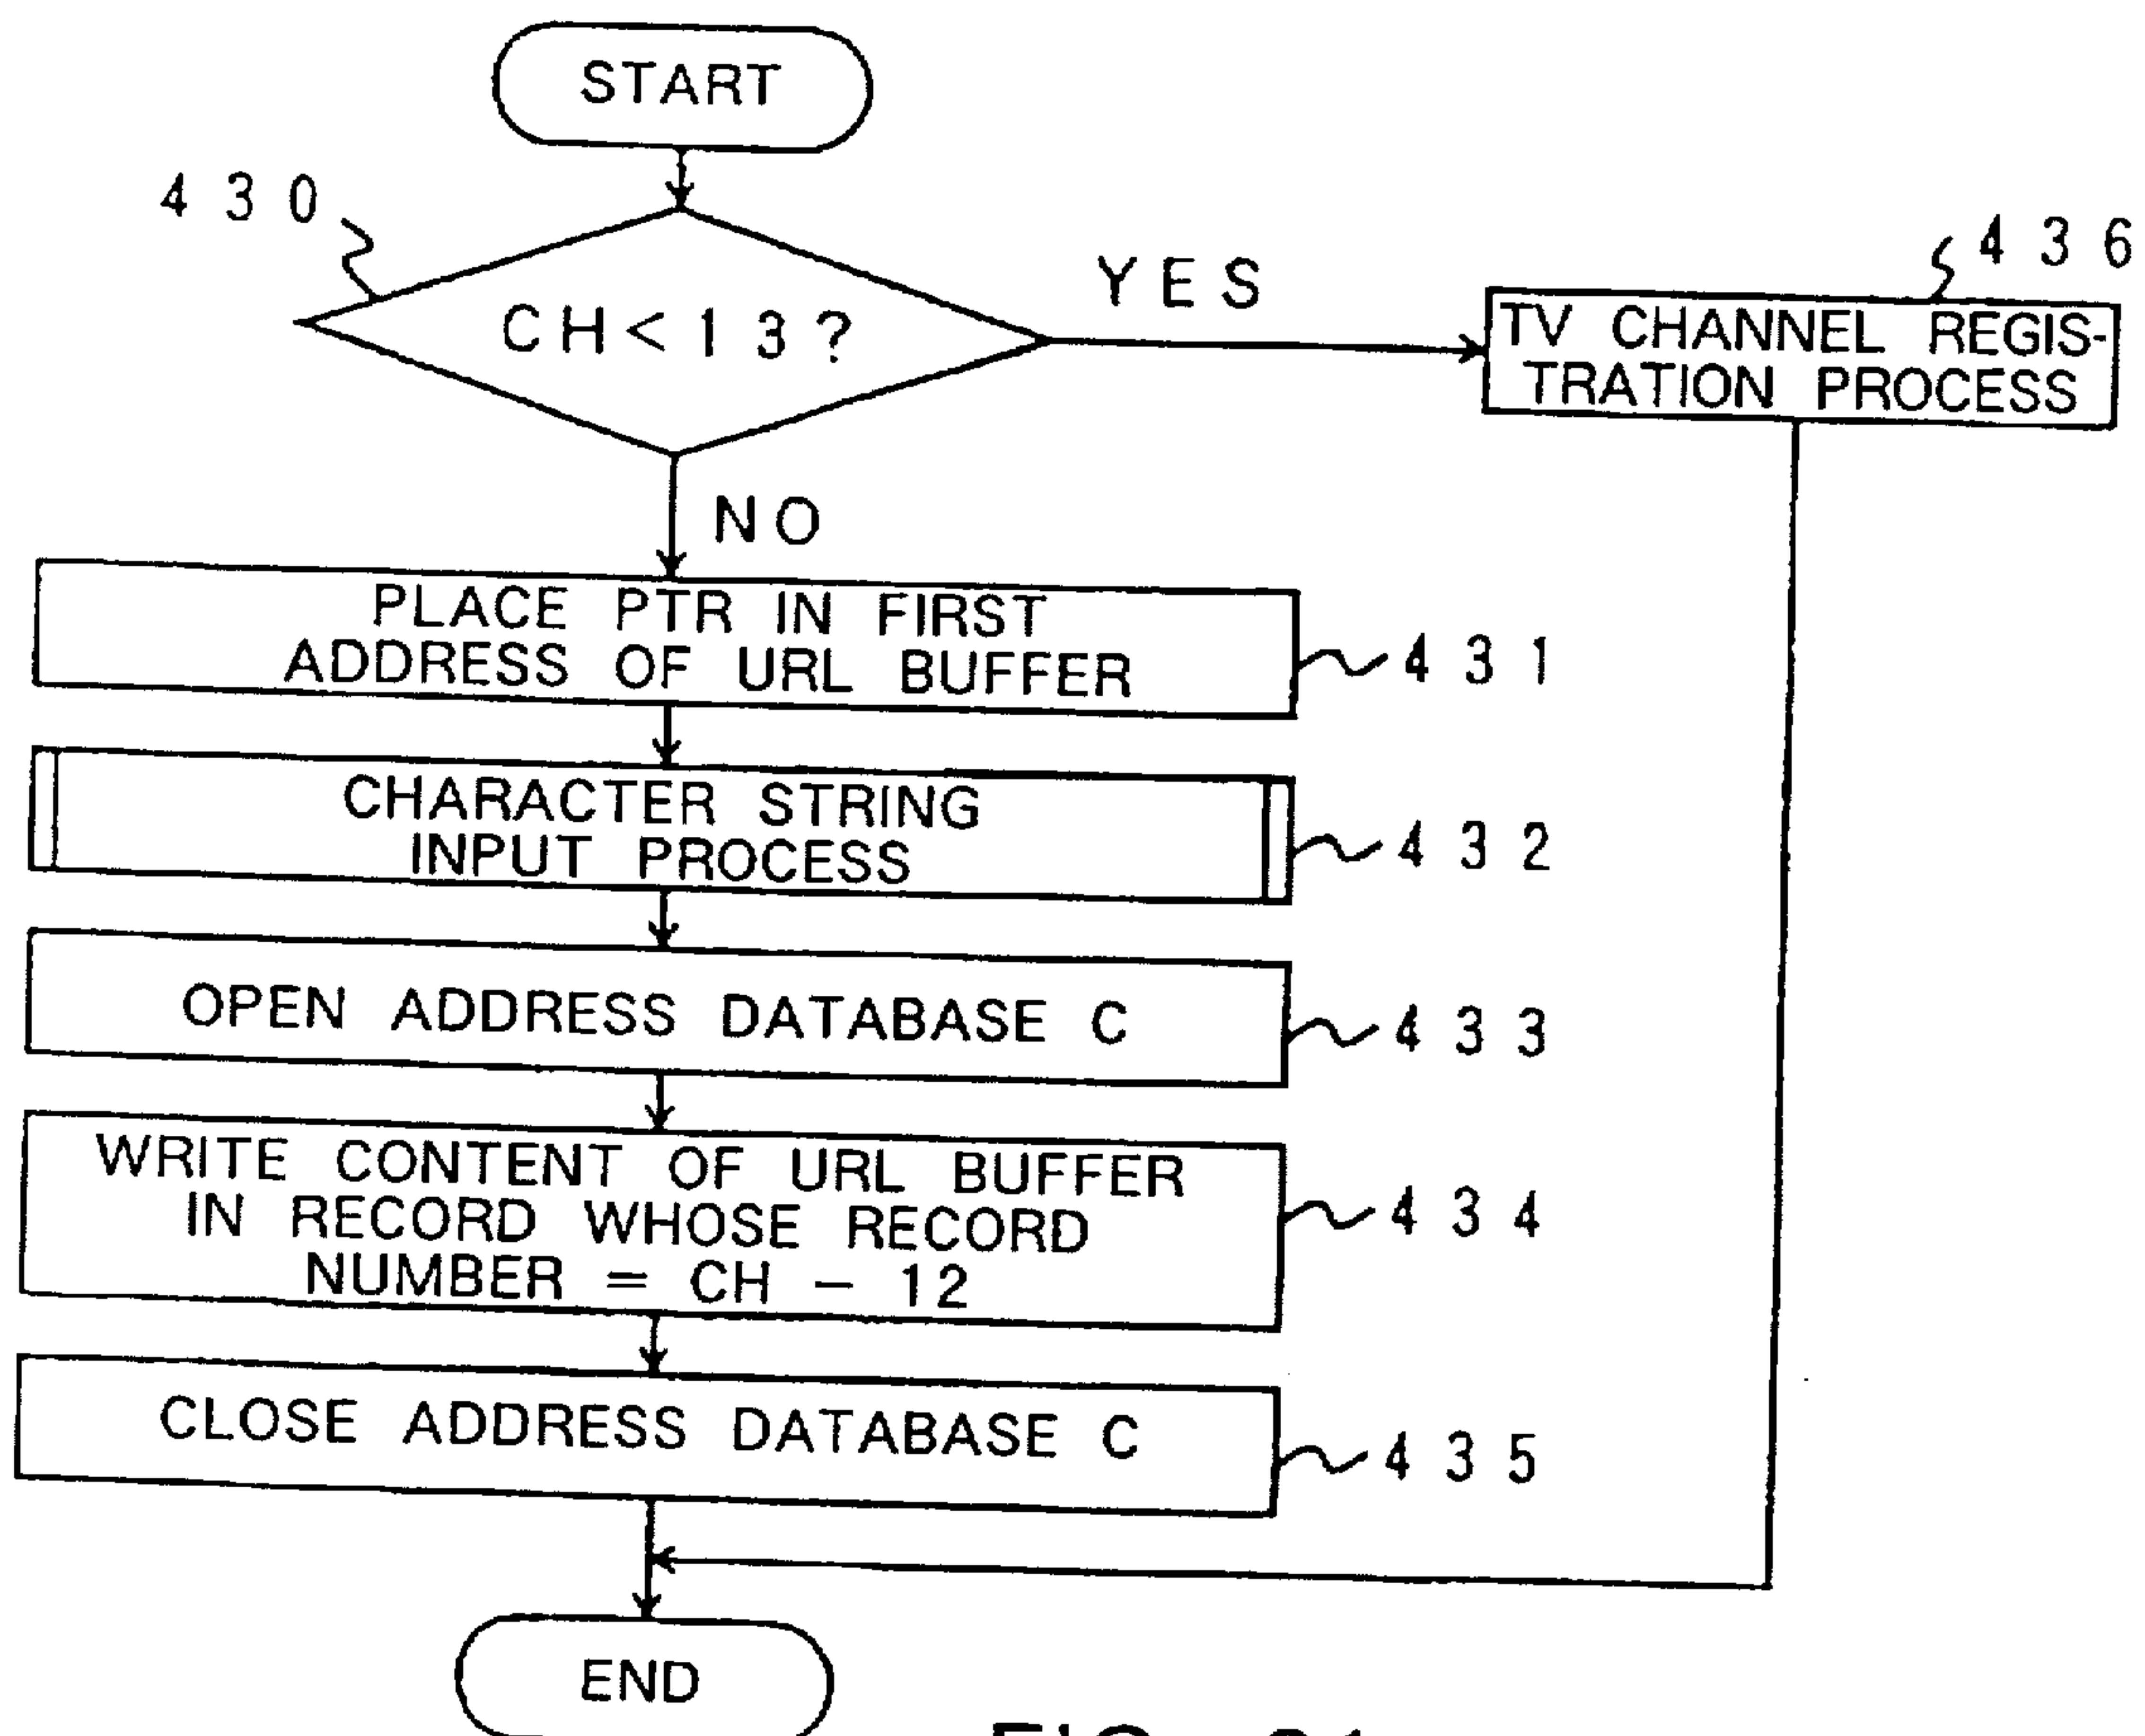 START
430
CH<13?
YES
436
TV CHANNEL REGIS-
TRATION PROCESS
NO
PLACE PTR IN FIRST
ADDRESS OF URL BUFFER
431
CHARACTER STRING
INPUT PROCESS
432
OPEN ADDRESS DATABASE C
433
WRITE CONTENT OF URL BUFFER
IN RECORD WHOSE RECORD
NUMBER = CH - 12
434
CLOSE ADDRESS DATABASE C
435
END